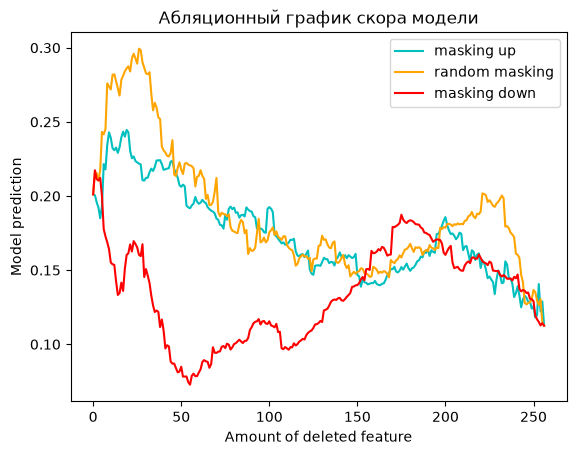 Абляционный график скора модели
masking up
random masking
masking down
Model prediction
0.30
0.25
0.20
0.15
0.10
0 50 100 150 200 250
Amount of deleted feature